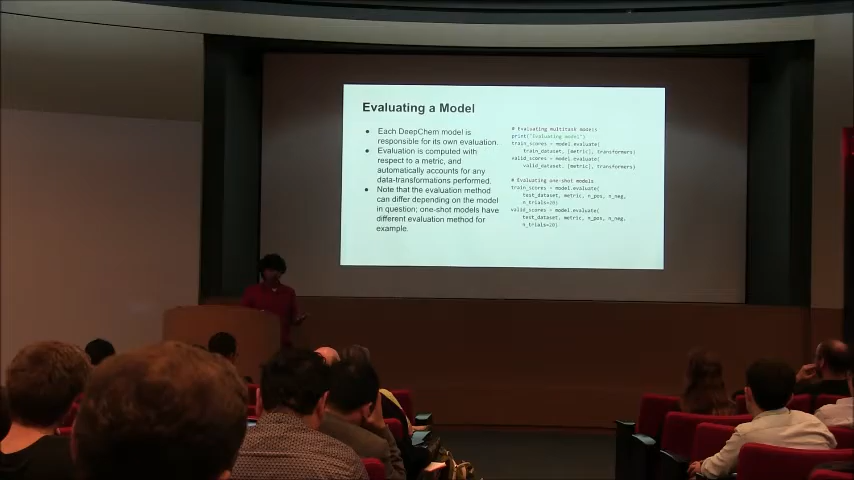 Evaluating a Model
● Each DeepChem model is
responsible for its own evaluation.
● Evaluation is computed with
respect to a metric, and
automatically accounts for any
data-transformations performed.
● Note that the evaluation method
can differ depending on the model
in question; one-shot models have
different evaluation method for
example.
# Evaluating multitask models
print("Evaluating model")
train_scores = model.evaluate(
train_dataset, [metric], transformers)
valid_scores = model.evaluate(
valid_dataset, [metric], transformers)
# Evaluating one-shot models
train_scores = model.evaluate(
test_dataset, metric, n_pos, n_neg,
n_trials=20)
valid_scores = model.evaluate(
test_dataset, metric, n_pos, n_neg,
n_trials=20)